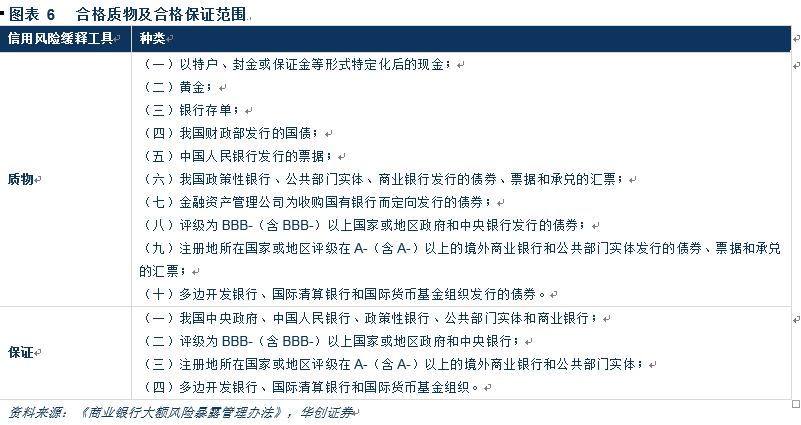 图表 6 合格质物及合格保证范围
信用风险缓释工具 种类
（一）以特户、封金或保证金等形式特定化后的现金；
（二）黄金；
（三）银行存单；
（四）我国财政部发行的国债；
（五）中国人民银行发行的票据；
质物
（六）我国政策性银行、公共部门实体、商业银行发行的债券、票据和承兑的汇票；
（七）金融资产管理公司为收购国有银行而定向发行的债券；
（八）评级为 BBB-（含 BBB-）以上国家或地区政府和中央银行发行的债券；
（九）注册地所在国家或地区评级在 A-（含 A-）以上的境外商业银行和公共部门实体发行的债券、票据和承兑
的汇票；
（十）多边开发银行、国际清算银行和国际货币基金组织发行的债券。
保证
（一）我国中央政府、中国人民银行、政策性银行、公共部门实体和商业银行；
（二）评级为 BBB-（含 BBB-）以上国家或地区政府和中央银行；
（三）注册地所在国家或地区评级在 A-（含 A-）以上的境外商业银行和公共部门实体；
（四）多边开发银行、国际清算银行和国际货币基金组织。
资料来源：《商业银行大额风险暴露管理办法》，华创证券